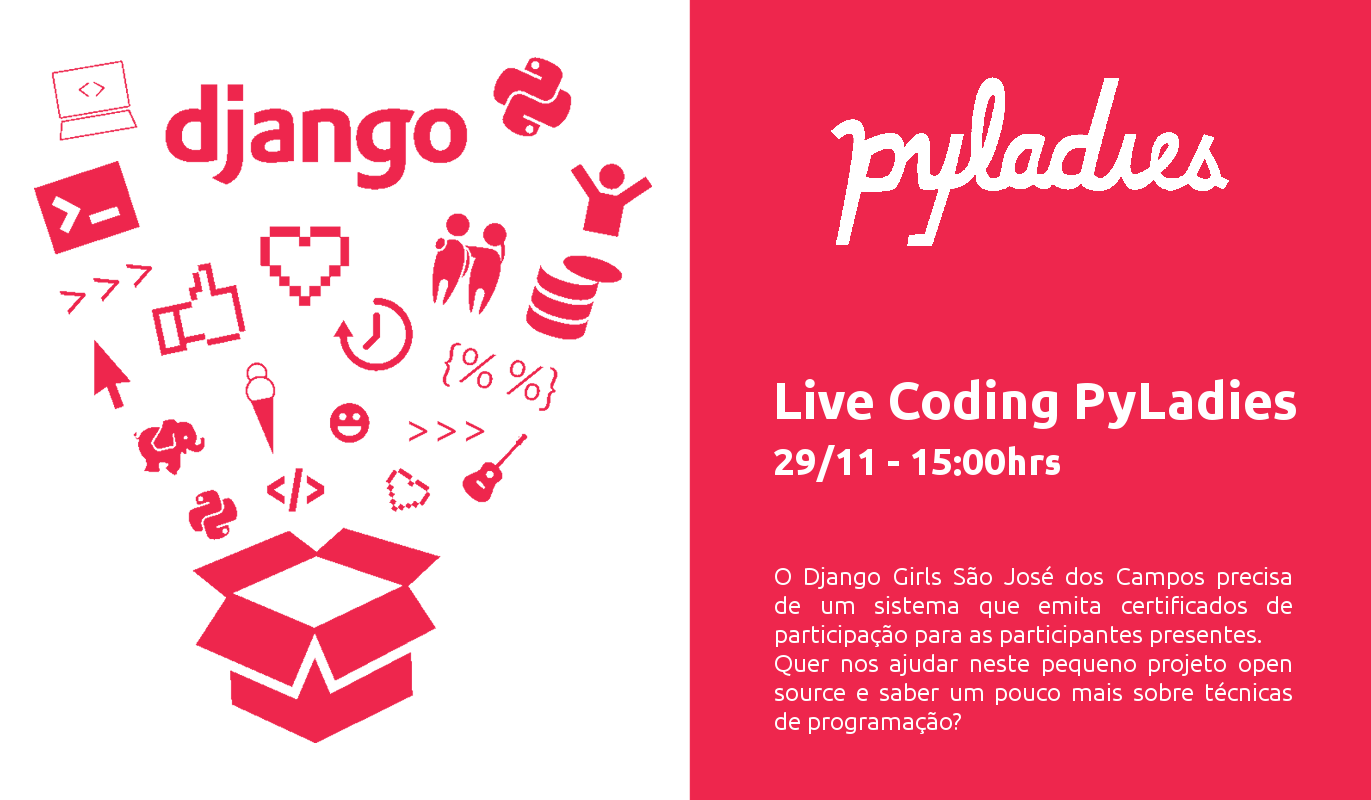 < >
django
>_
> > >
{% %}
> > >
</>
pyladies
Live Coding PyLadies
29/11 - 15:00hrs
O Django Girls São José dos Campos precisa
de um sistema que emita certificados de
participação para as participantes presentes.
Quer nos ajudar neste pequeno projeto open
source e saber um pouco mais sobre técnicas
de programação?